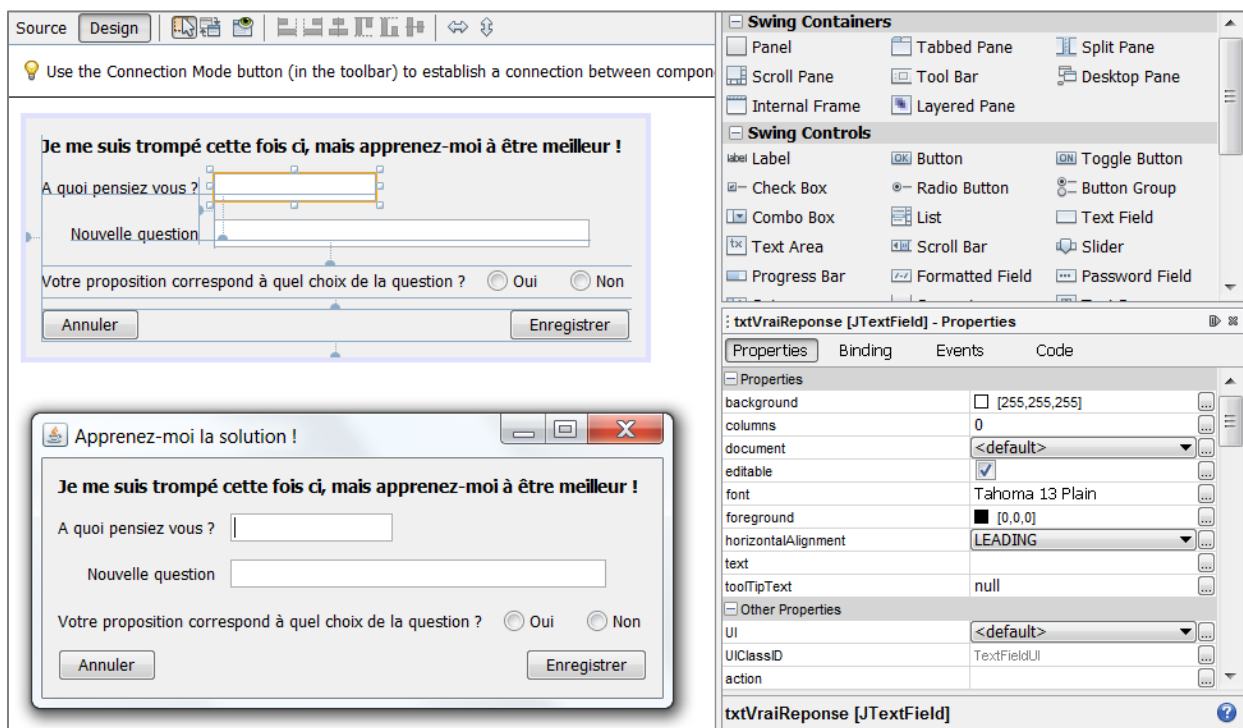 Source Design
Use the Connection Mode button (in the toolbar) to establish a connection between compon
Je me suis trompé cette fois ci, mais apprenez-moi à être meilleur !
A quoi pensiez vous ?
Nouvelle question
Votre proposition correspond à quel choix de la question ? Oui Non
Annuler Enregistrer
Apprenez-moi la solution !
Je me suis trompé cette fois ci, mais apprenez-moi à être meilleur !
A quoi pensiez vous ?
Nouvelle question
Votre proposition correspond à quel choix de la question ? Oui Non
Annuler Enregistrer
Swing Containers
Panel Tabbed Pane Split Pane
Scroll Pane Tool Bar Desktop Pane
Internal Frame Layered Pane
Swing Controls
label Label OK Button ON Toggle Button
Check Box Radio Button Button Group
Combo Box List Text Field
tx Text Area Scroll Bar Slider
Progress Bar Formatted Field Password Field
txtVraiReponse [JTextField] - Properties
Properties Binding Events Code
Properties
background [255,255,255] ...
columns 0 ...
document <default> ...
editable ...
font Tahoma 13 Plain ...
foreground [0,0,0] ...
horizontalAlignment LEADING ...
text ...
toolTipText null ...
Other Properties
UI <default> ...
UIClassID TextFieldUI ...
action ...
txtVraiReponse [JTextField] ?